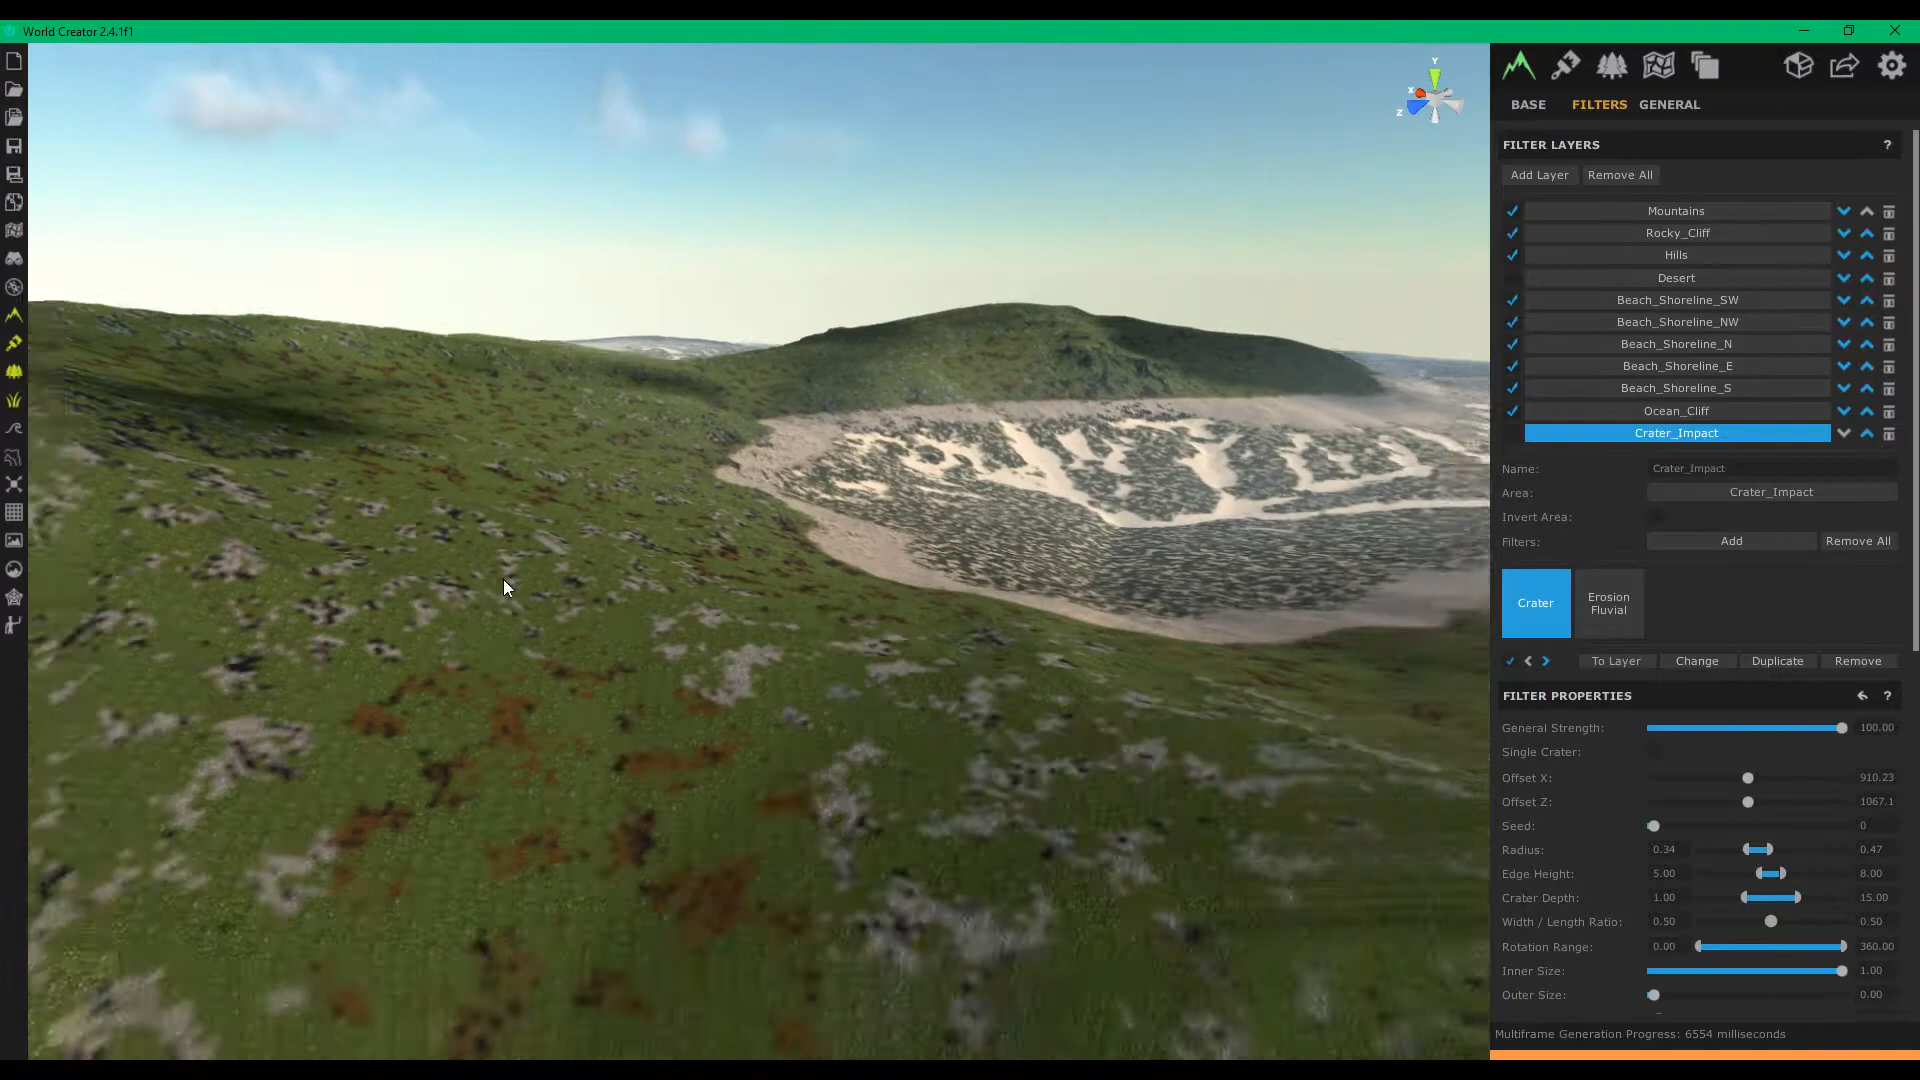 World Creator 2.4.1f1
Y
X
Z
BASE FILTERS GENERAL
FILTER LAYERS ?
Add Layer Remove All
Mountains
Rocky_Cliff
Hills
Desert
Beach_Shoreline_SW
Beach_Shoreline_NW
Beach_Shoreline_N
Beach_Shoreline_E
Beach_Shoreline_S
Ocean_Cliff
Crater_Impact
Name: Crater_Impact
Area: Crater_Impact
Invert Area:
Filters: Add Remove All
Crater Erosion Fluvial
To Layer Change Duplicate Remove
FILTER PROPERTIES ?
General Strength: 100.00
Single Crater:
Offset X: 910.23
Offset Z: 1067.1
Seed: 0
Radius: 0.34 0.47
Edge Height: 5.00 8.00
Crater Depth: 1.00 15.00
Width / Length Ratio: 0.50 0.50
Rotation Range: 0.00 360.00
Inner Size: 1.00
Outer Size: 0.00
Multiframe Generation Progress: 6554 milliseconds